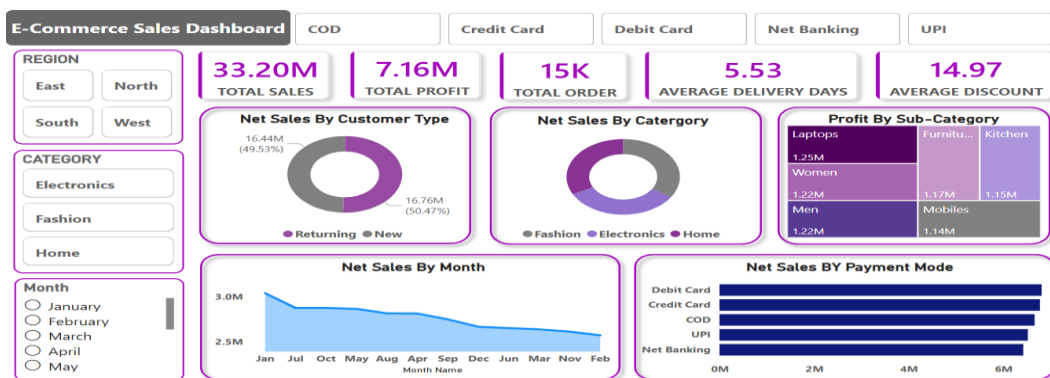 E-Commerce Sales Dashboard
COD
Credit Card
Debit Card
Net Banking
UPI
REGION
East
North
South
West
CATEGORY
Electronics
Fashion
Home
Month
January
February
March
April
May
33.20M
TOTAL SALES
7.16M
TOTAL PROFIT
15K
TOTAL ORDER
5.53
AVERAGE DELIVERY DAYS
14.97
AVERAGE DISCOUNT
Net Sales By Customer Type
16.44M
(49.53%)
16.76M
(50.47%)
Returning
New
Net Sales By Catergory
Fashion
Electronics
Home
Profit By Sub-Category
Laptops
1.25M
Women
1.22M
Men
1.22M
Furnitu...
1.17M
Kitchen
1.15M
Mobiles
1.14M
Net Sales By Month
3.0M
2.5M
Jan Jul Oct May Aug Apr Sep Dec Jun Mar Nov Feb
Month Name
Net Sales BY Payment Mode
Debit Card
Credit Card
COD
UPI
Net Banking
0M 2M 4M 6M